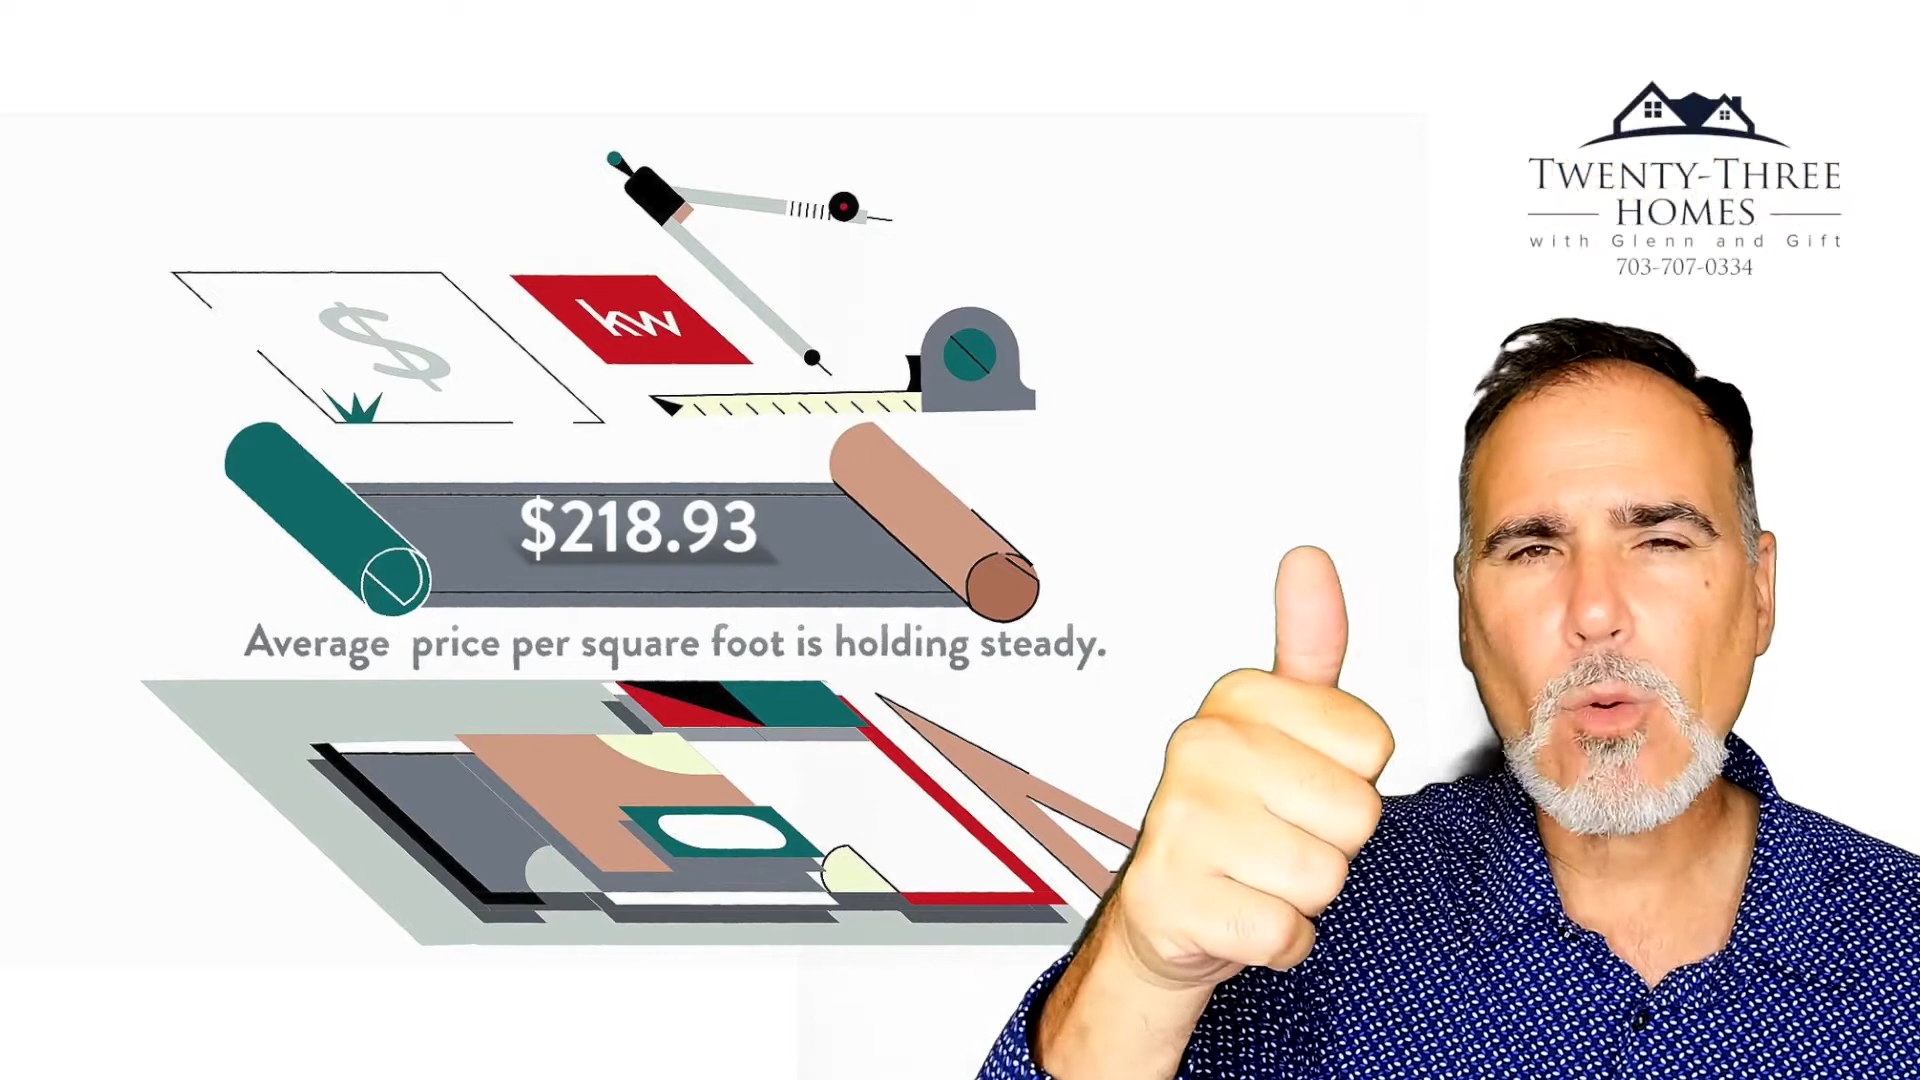 TWENTY-THREE
HOMES
with Glenn and Gift
703-707-0334
$
kw
$218.93
Average price per square foot is holding steady.